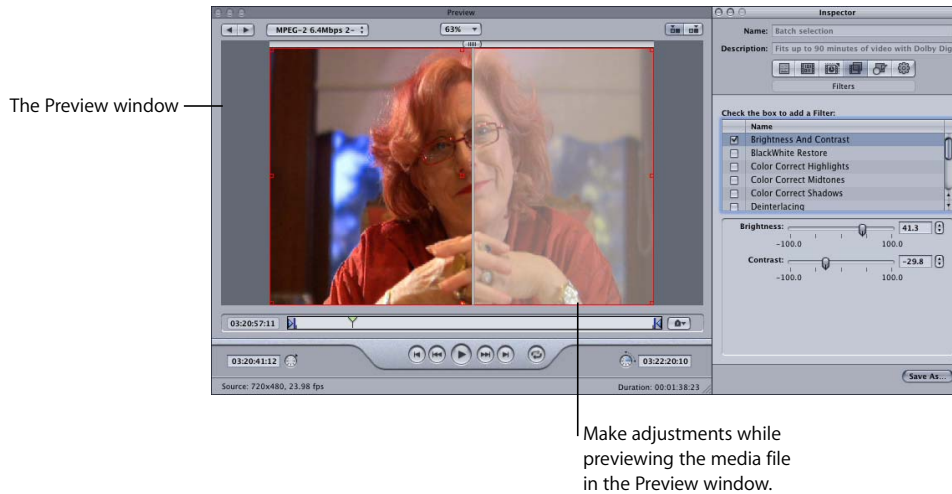 Preview
MPEG-2 6.4Mbps 2-
63%
The Preview window
03:20:57:11
03:20:41:12
03:22:20:10
Source: 720x480, 23.98 fps
Duration: 00:01:38:23
Inspector
Name: Batch selection
Description: Fits up to 90 minutes of video with Dolby Dig
Filters
Check the box to add a Filter:
Name
Brightness And Contrast
BlackWhite Restore
Color Correct Highlights
Color Correct Midtones
Color Correct Shadows
Deinterlacing
Brightness: 41.3
-100.0 100.0
Contrast: -29.8
-100.0 100.0
Save As...
Make adjustments while
previewing the media file
in the Preview window.